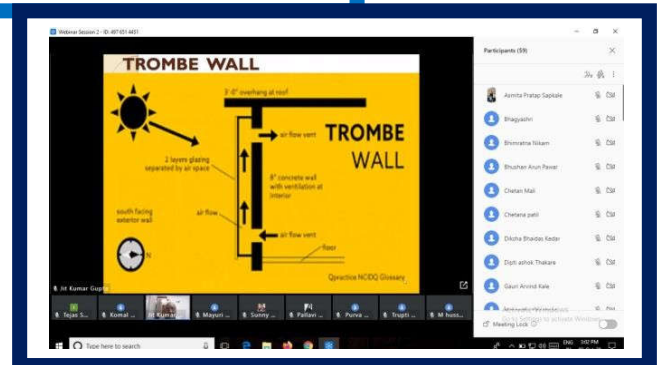 Webinar Session 2 - ID: 497 651 4451
TROMBE WALL
3'-0" overhang at roof
air flow vent
TROMBE
WALL
2 layers glazing
separated by air space
8" concrete wall
with ventilation at
interior
south facing
exterior wall
air flow
air flow vent
floor
N
Qpractice NCIDQ Glossary
Jit Kumar Gupta
Tejas S...
Komal ...
Jit Kumar...
Mayuri ...
Sunny ...
Pallavi ...
Purva ...
Trupti ...
M huss...
Participants (59)
Asmita Pratap Sapkale
Bhagyashri
Bhimratna Nikam
Bhushan Arun Pawar
Chetan Mali
Chetana patil
Diksha Bhaidas Kedar
Dipti ashok Thakare
Gauri Arvind Kale
Go to Settings to activate Windows.
Meeting Lock
Type here to search
ENG
3:02 PM